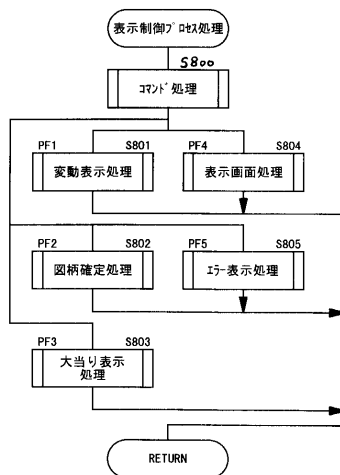 表示制御ﾌﾟﾛｾｽ処理
S800
ｺﾏﾝﾄﾞ処理
PF1 S801
変動表示処理
PF4 S804
表示画面処理
PF2 S802
図柄確定処理
PF5 S805
ｴﾗｰ表示処理
PF3 S803
大当り表示
処理
RETURN